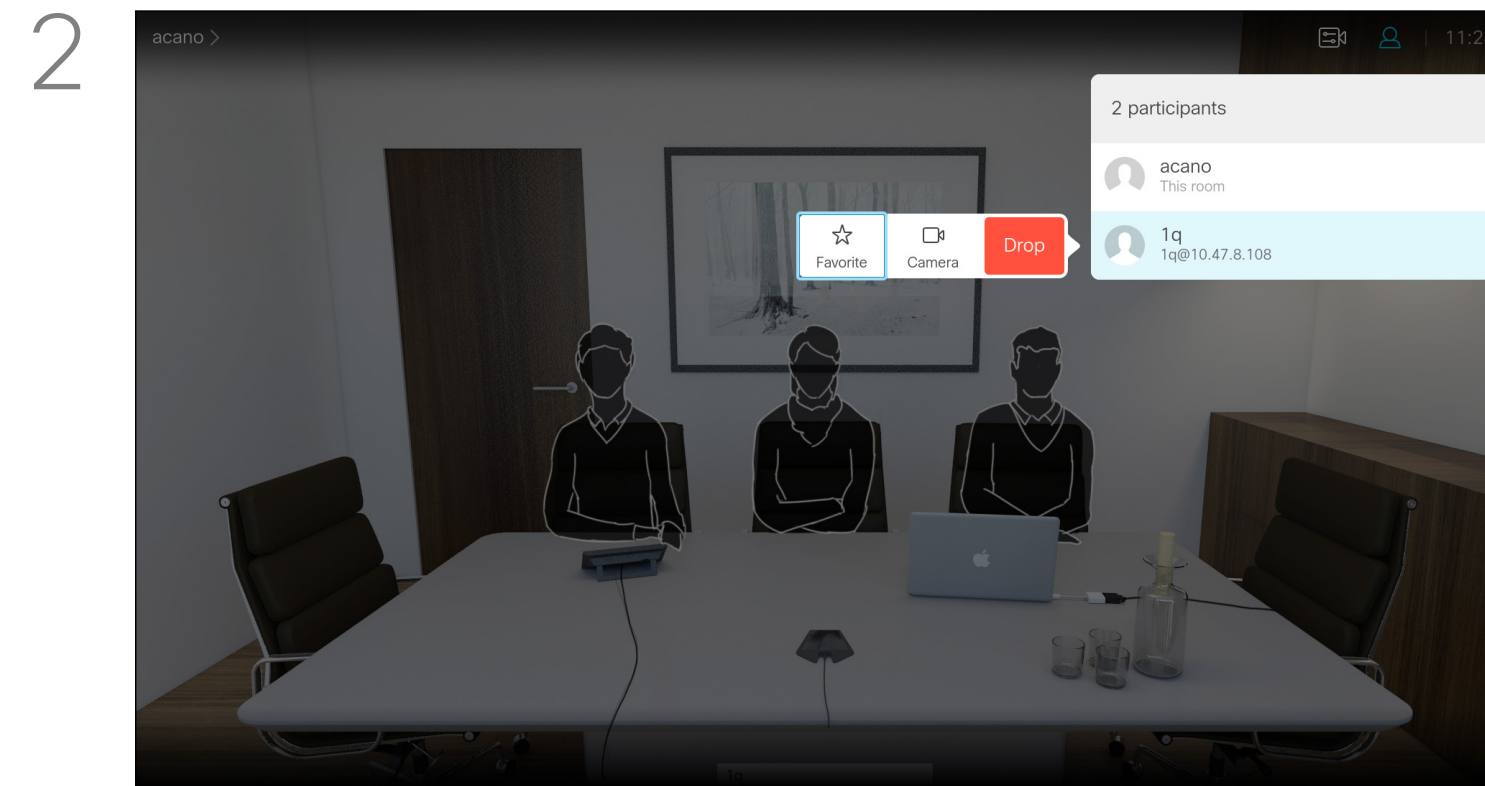 2
acano >
11:2
2 participants
acano
This room
1q
1q@10.47.8.108
Favorite
Camera
Drop
1q